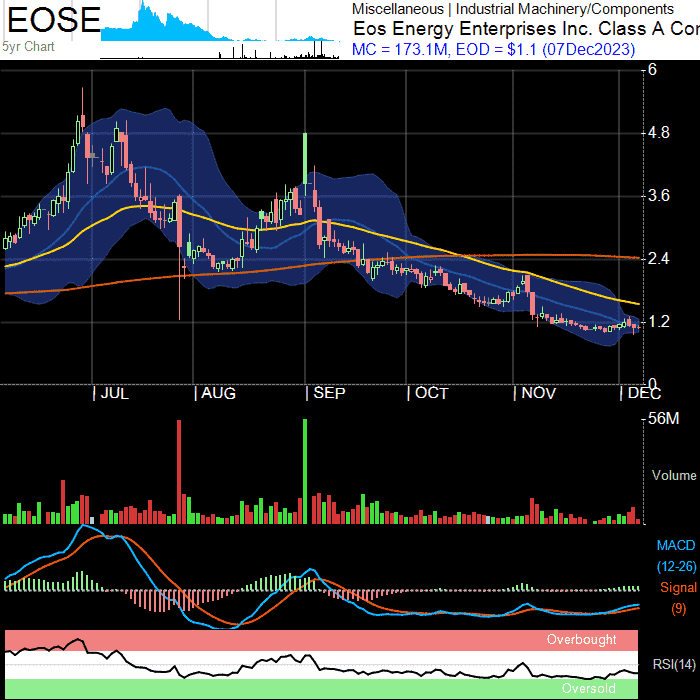 EOSE
5yr Chart
Miscellaneous | Industrial Machinery/Components
Eos Energy Enterprises Inc. Class A Cor
MC = 173.1M, EOD = $1.1 (07Dec2023)
6
4.8
3.6
2.4
1.2
0
JUL AUG SEP OCT NOV DEC
56M
Volume
MACD
(12-26)
Signal
(9)
Overbought
RSI(14)
Oversold